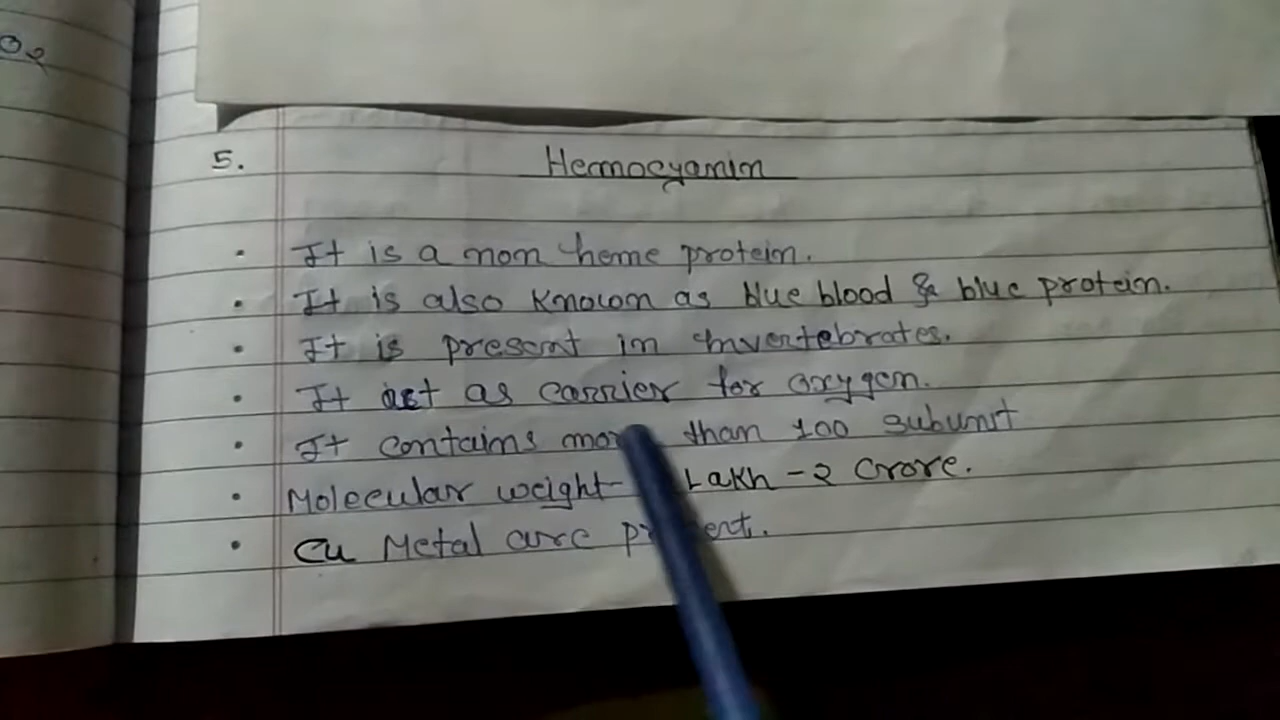 5. Hemocyanin
• It is a non heme protein.
• It is also known as blue blood & blue protein.
• It is present in invertebrates.
• It act as carrier for oxygen.
• It contains more than 100 subunit
• Molecular weight- Lakh - 2 crore.
• Cu Metal are present.